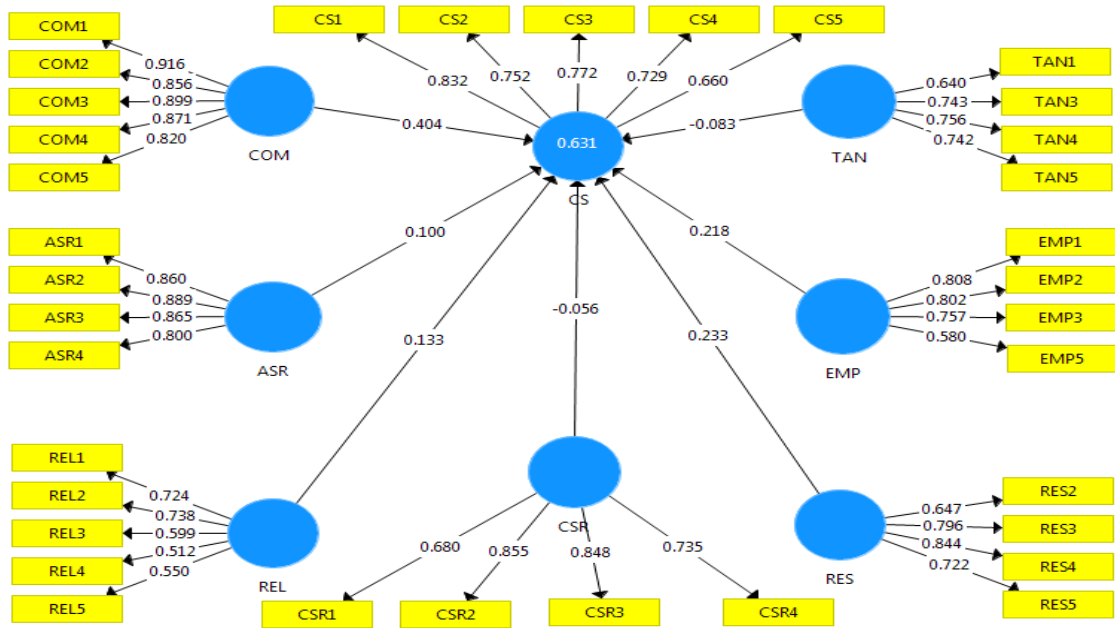 CS1
CS2
CS3
CS4
CS5
0.832
0.752
0.772
0.729
0.660
COM1
COM2
COM3
COM4
COM5
0.916
0.856
0.899
0.871
0.820
COM
0.404
0.631
CS
-0.083
TAN
0.640
0.743
0.756
0.742
TAN1
TAN3
TAN4
TAN5
ASR1
ASR2
ASR3
ASR4
0.860
0.889
0.865
0.800
ASR
0.100
0.218
EMP
0.808
0.802
0.757
0.580
EMP1
EMP2
EMP3
EMP5
0.133
-0.056
0.233
REL1
REL2
REL3
REL4
REL5
0.724
0.738
0.599
0.512
0.550
REL
CSR
0.680
0.855
0.848
0.735
CSR1
CSR2
CSR3
CSR4
RES
0.647
0.796
0.844
0.722
RES2
RES3
RES4
RES5